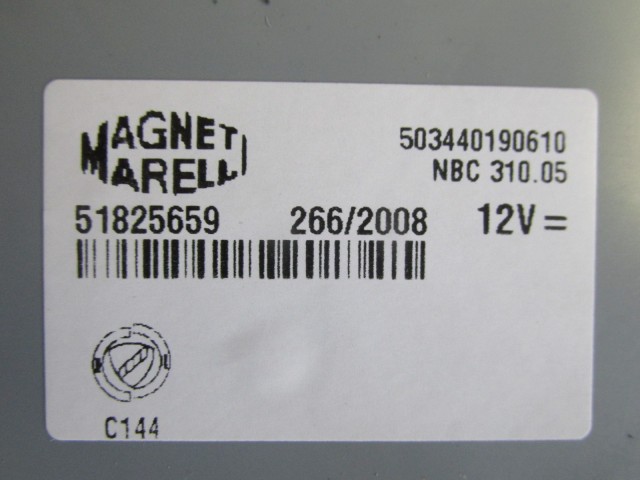 MAGNETI
MARELLI
503440190610
NBC 310.05
51825659 266/2008 12V =
C144